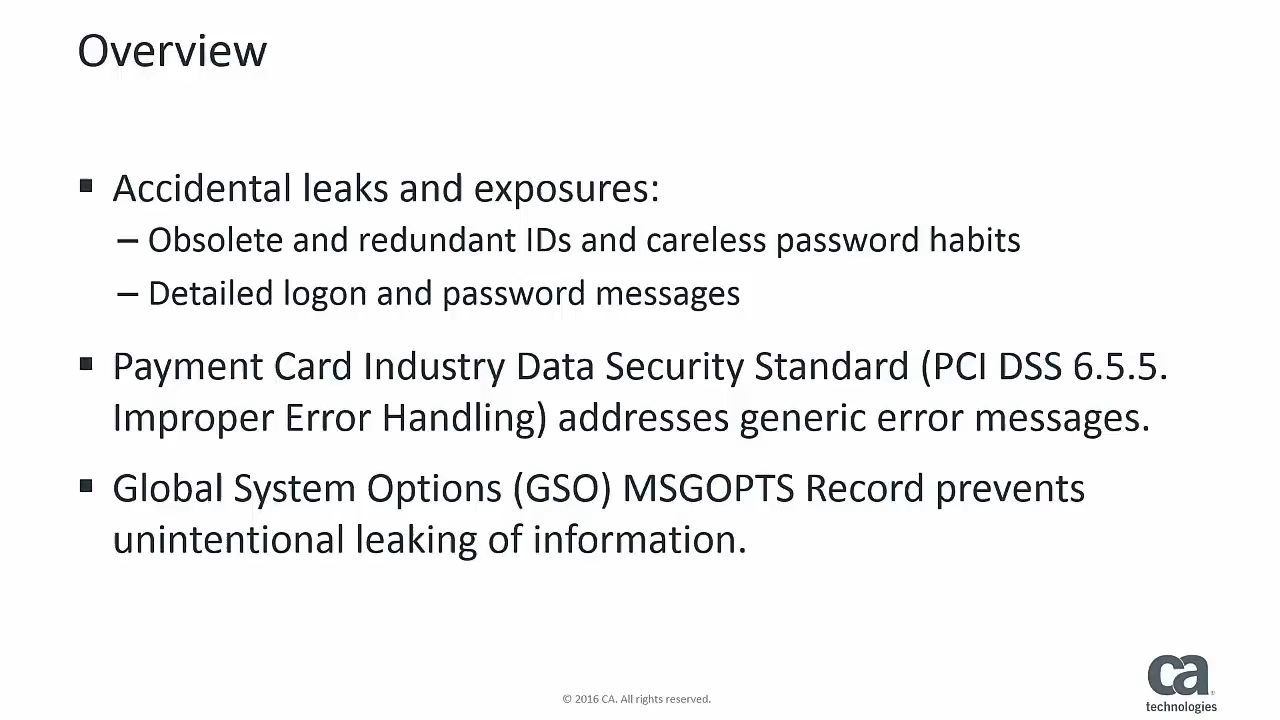 Overview
▪ Accidental leaks and exposures:
– Obsolete and redundant IDs and careless password habits
– Detailed logon and password messages
▪ Payment Card Industry Data Security Standard (PCI DSS 6.5.5.
Improper Error Handling) addresses generic error messages.
▪ Global System Options (GSO) MSGOPTS Record prevents
unintentional leaking of information.
© 2016 CA. All rights reserved.
ca
technologies